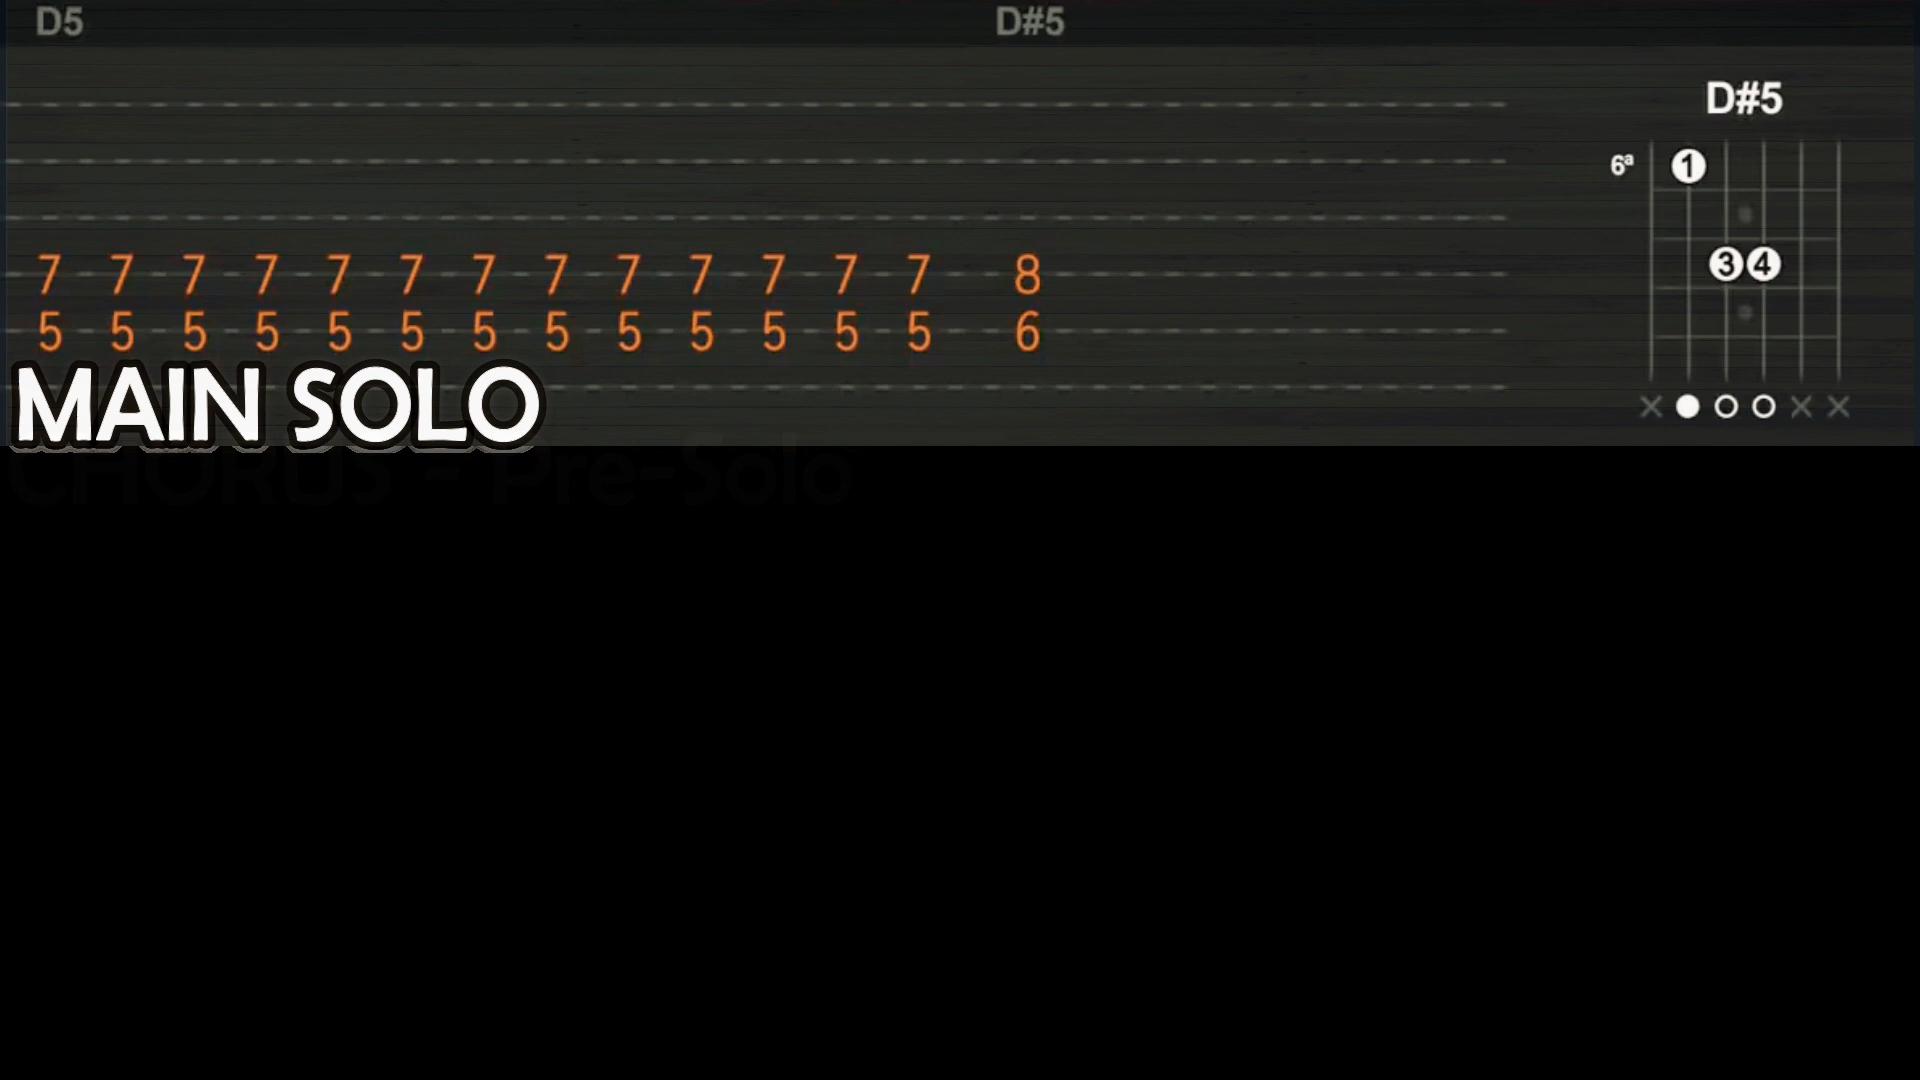 D5 D#5
D#5
6ª 1
7 7 7 7 7 7 7 7 7 7 7 7 7 8
3 4
5 5 5 5 5 5 5 5 5 5 5 5 5 6
MAIN SOLO
CHORUS - Pre-Solo